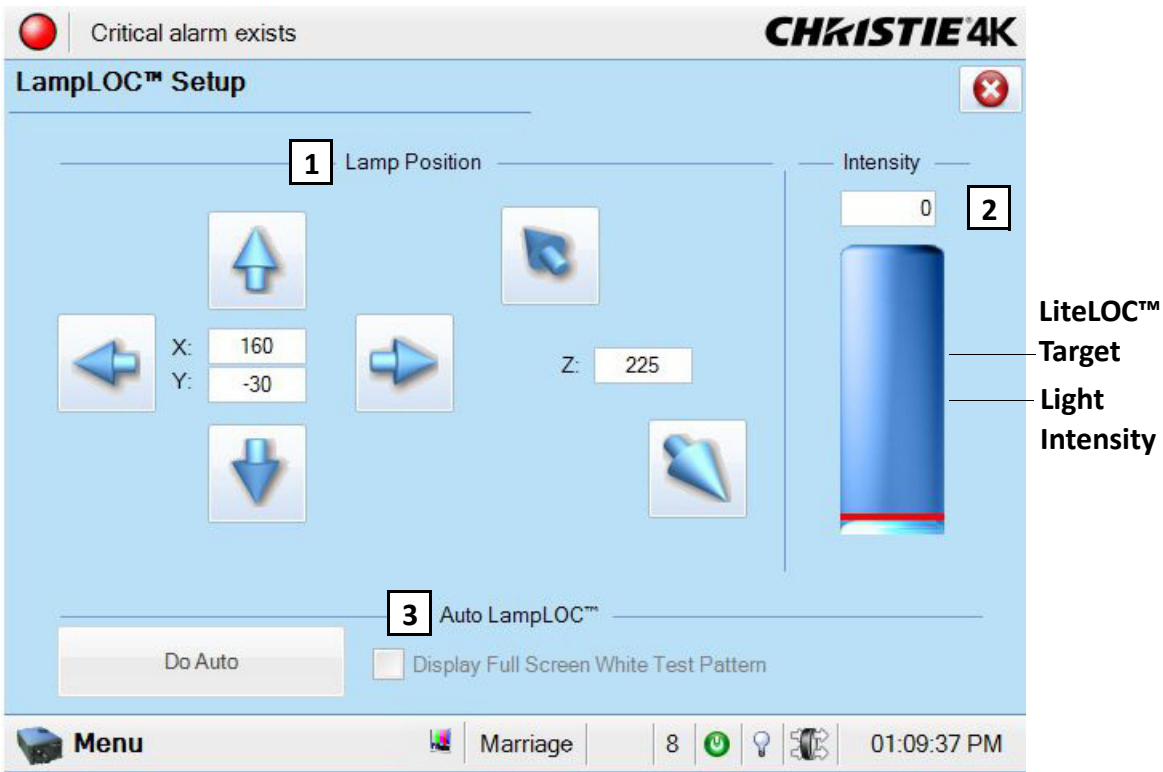 Critical alarm exists
CHRISTIE 4K
LampLOC™ Setup
1 Lamp Position
Intensity
0
2
X: 160
Y: -30
Z: 225
LiteLOC™
Target
Light
Intensity
3 Auto LampLOC™
Do Auto
Display Full Screen White Test Pattern
Menu
Marriage
8
01:09:37 PM